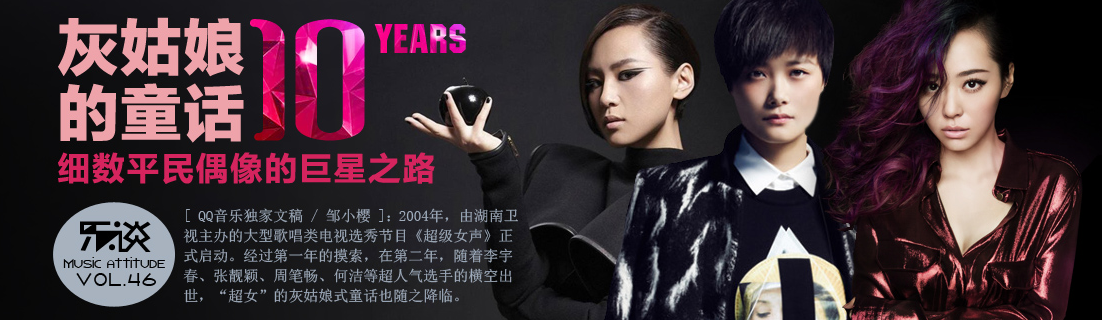 灰姑娘
的童话
10
YEARS
细数平民偶像的巨星之路
乐谈
MUSIC ATTITUDE
VOL.46
[ QQ音乐独家文稿 / 邹小樱 ]：2004年，由湖南卫
视主办的大型歌唱类电视选秀节目《超级女声》正
式启动。经过第一年的摸索，在第二年，随着李宇
春、张靓颖、周笔畅、何洁等超人气选手的横空出
世，“超女”的灰姑娘式童话也随之降临。